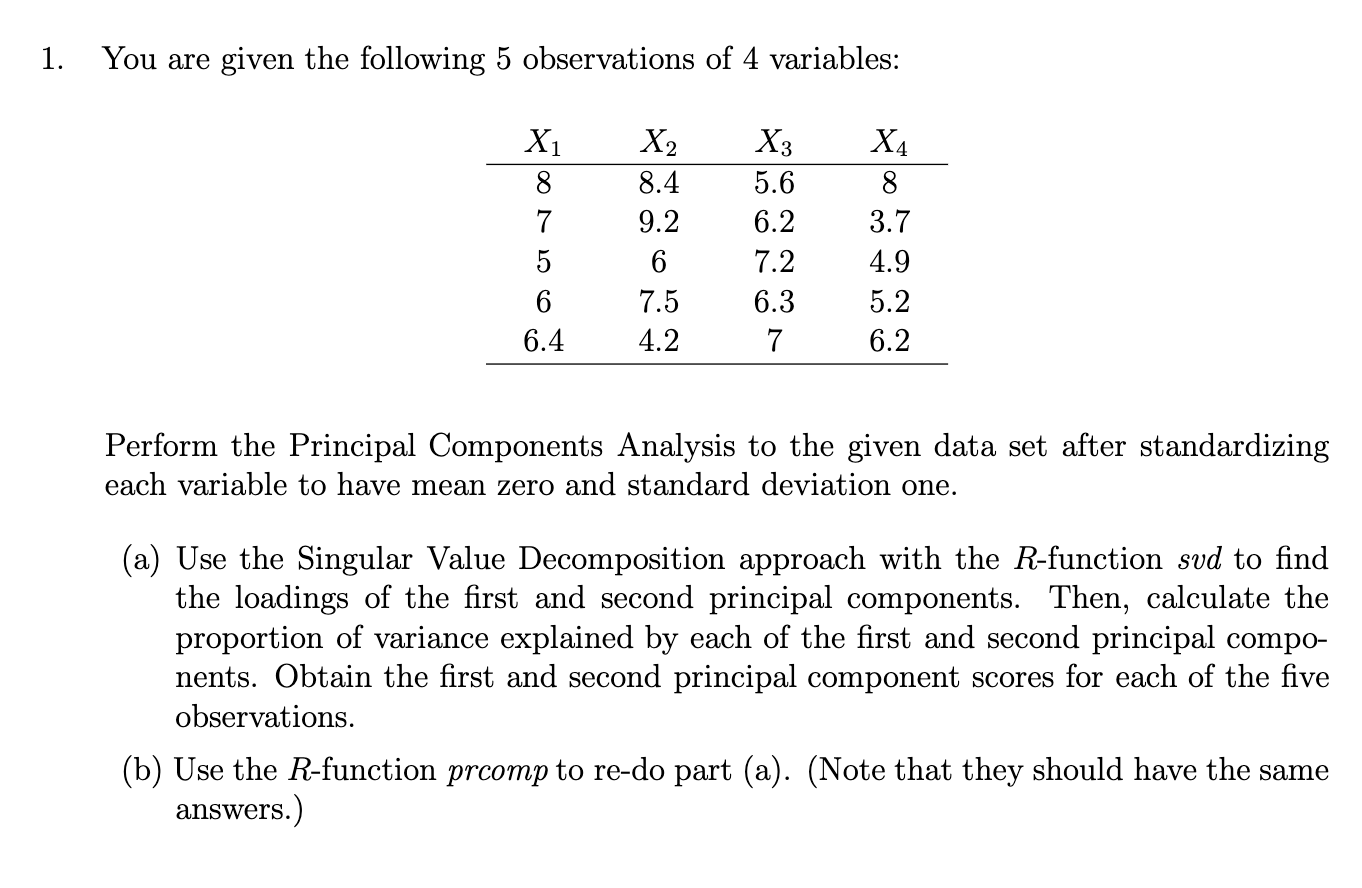 1. You are given the following 5 observations of 4 variables:
X1 X2 X3 X4
8 8.4 5.6 8
7 9.2 6.2 3.7
5 6 7.2 4.9
6 7.5 6.3 5.2
6.4 4.2 7 6.2
Perform the Principal Components Analysis to the given data set after standardizing
each variable to have mean zero and standard deviation one.
(a) Use the Singular Value Decomposition approach with the R-function svd to find
the loadings of the first and second principal components. Then, calculate the
proportion of variance explained by each of the first and second principal compo-
nents. Obtain the first and second principal component scores for each of the five
observations.
(b) Use the R-function prcomp to re-do part (a). (Note that they should have the same
answers.)